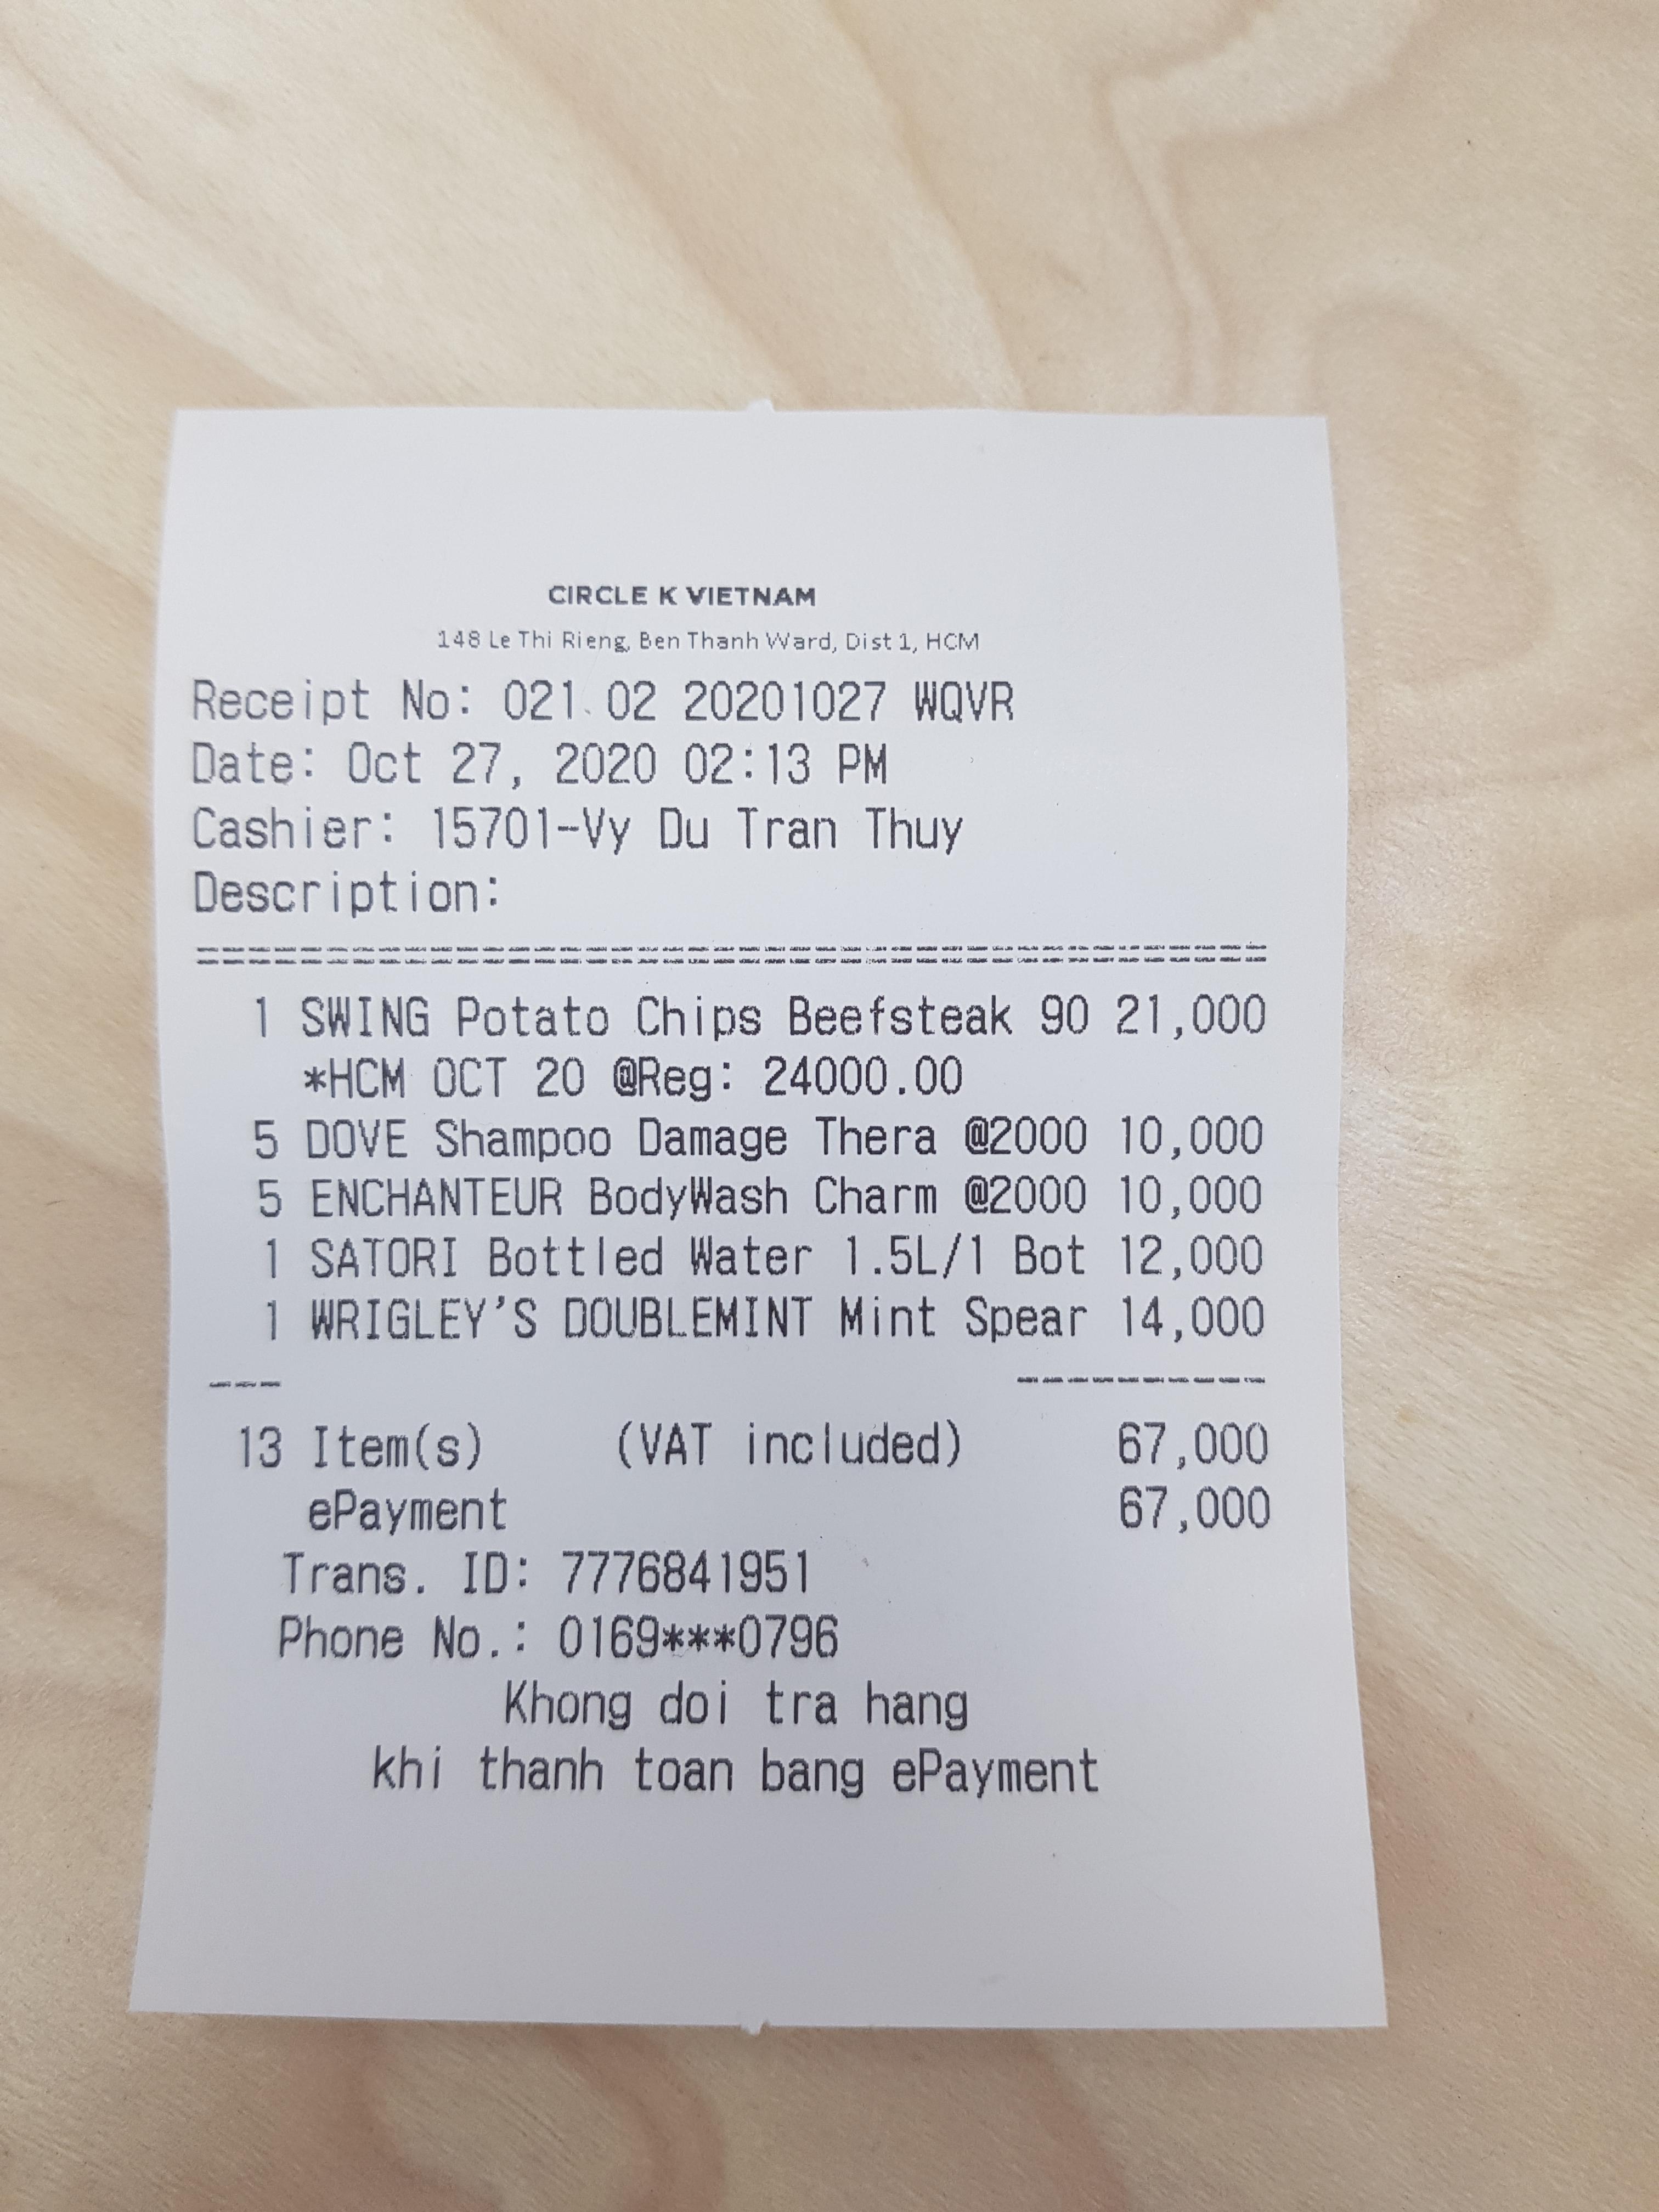 CIRCLE K VIETNAM
148 Le Thi Rieng, Ben Thanh Ward, Dist 1, HCM
Receipt No: 021 02 20201027 WQVR
Date: Oct 27, 2020 02:13 PM
Cashier: 15701-Vy Du Tran Thuy
Description:
1 SWING Potato Chips Beefsteak 90 21,000
*HCM OCT 20 @Reg: 24000.00
5 DOVE Shampoo Damage Thera @2000 10,000
5 ENCHANTEUR BodyWash Charm @2000 10,000
1 SATORI Bottled Water 1.5L/1 Bot 12,000
1 WRIGLEY'S DOUBLEMINT Mint Spear 14,000
13 Item(s) (VAT included) 67,000
ePayment 67,000
Trans. ID: 7776841951
Phone No.: 0169***0796
Khong doi tra hang
khi thanh toan bang ePayment